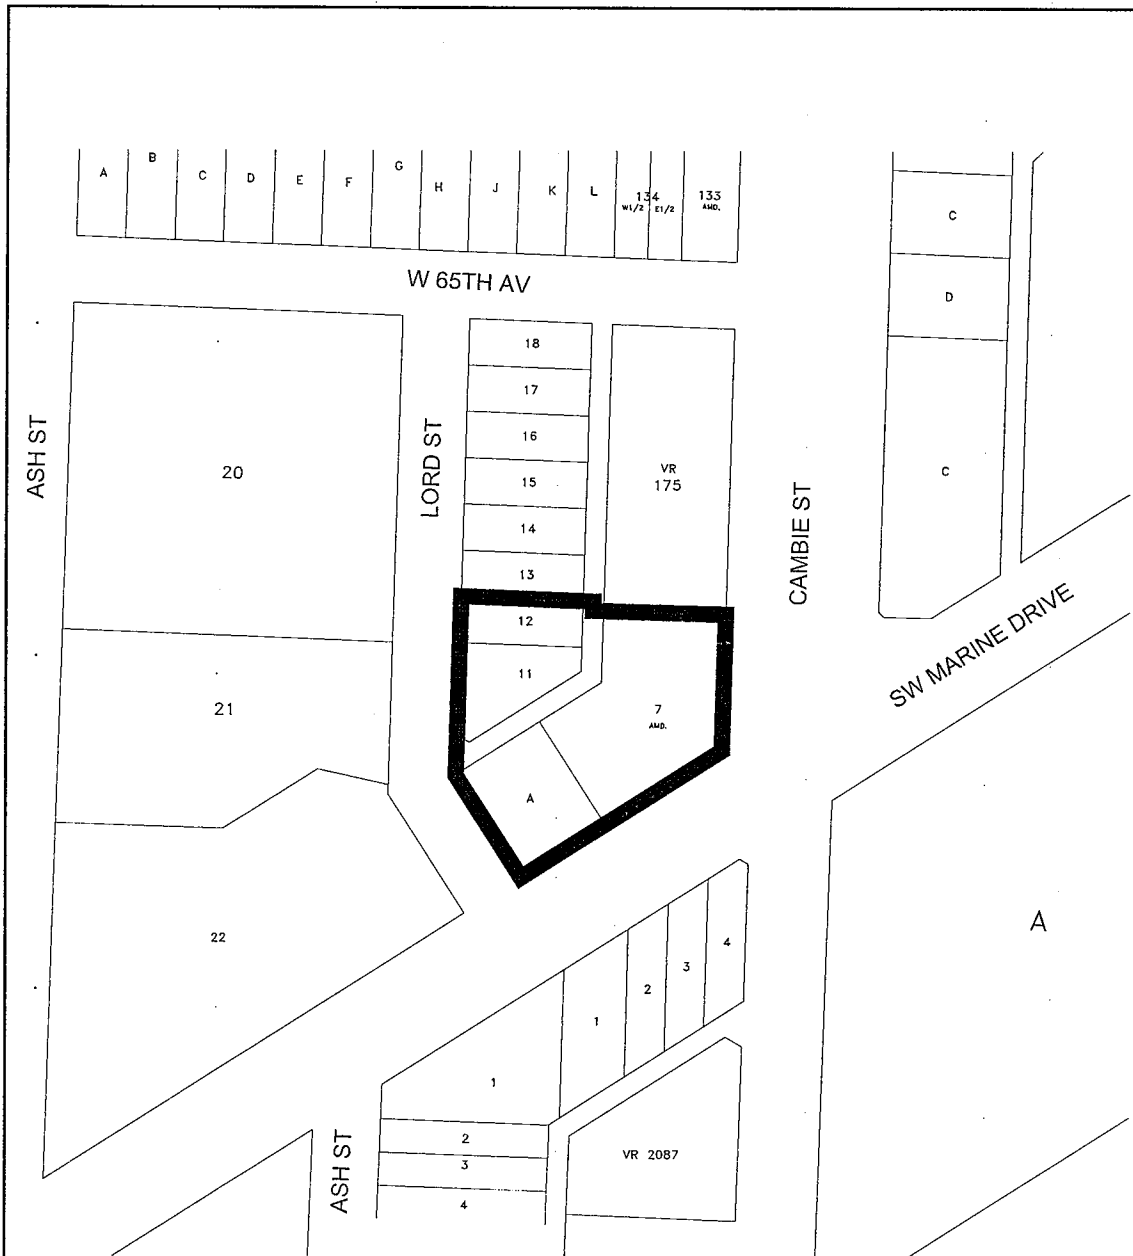 A
B
C
D
E
F
G
H
J
K
L
134
W1/2 E1/2
133
AMD.
C
D
C
W 65TH AV
ASH ST
LORD ST
CAMBIE ST
SW MARINE DRIVE
20
21
22
18
17
16
15
14
13
12
11
VR
175
7
AMD.
A
A
1
2
3
4
1
2
3
4
ASH ST
VR 2087